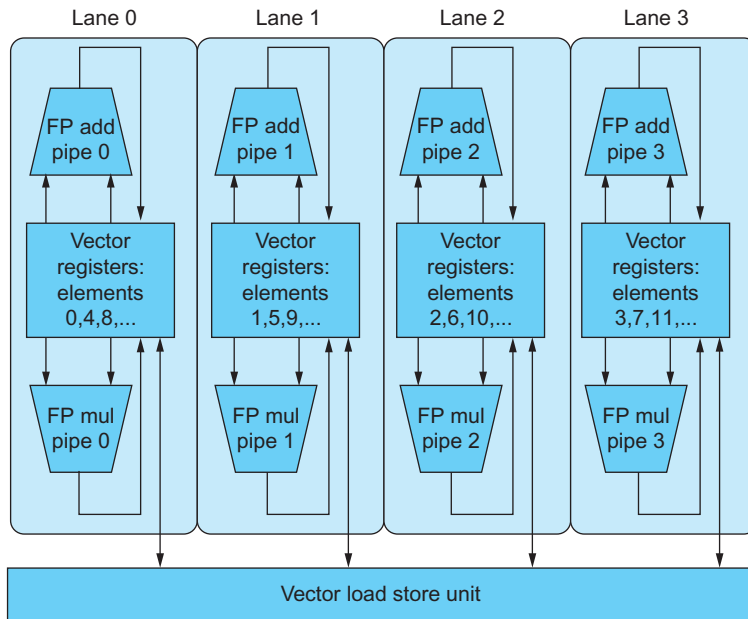 Lane 0
Lane 1
Lane 2
Lane 3
FP add
pipe 0
FP add
pipe 1
FP add
pipe 2
FP add
pipe 3
Vector
registers:
elements
0,4,8,...
Vector
registers:
elements
1,5,9,...
Vector
registers:
elements
2,6,10,...
Vector
registers:
elements
3,7,11,...
FP mul
pipe 0
FP mul
pipe 1
FP mul
pipe 2
FP mul
pipe 3
Vector load store unit